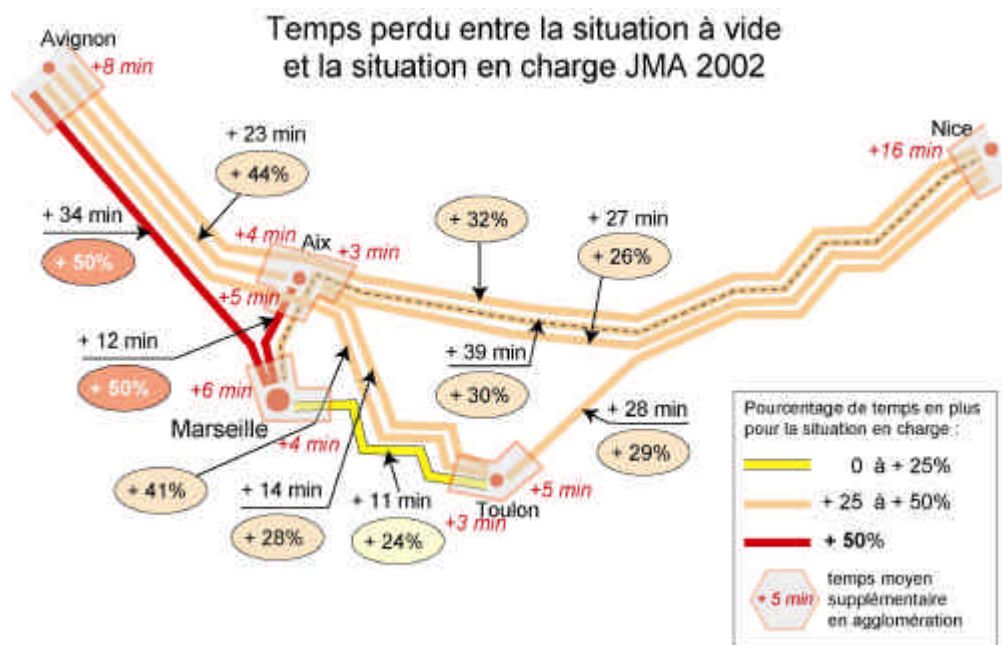 Temps perdu entre la situation à vide
et la situation en charge JMA 2002
Avignon
+8 min
+ 23 min
+ 44%
+ 34 min
+ 50%
+4 min
Aix
+3 min
+5 min
+ 32%
+ 27 min
+ 26%
Nice
+16 min
+ 12 min
+ 50%
+ 39 min
+ 30%
+6 min
Marseille
+4 min
+ 28 min
+ 29%
+ 41%
+ 14 min
+ 28%
+ 11 min
+ 24%
Toulon
+5 min
+3 min
Pourcentage de temps en plus
pour la situation en charge :
0 à + 25%
+ 25 à + 50%
+ 50%
+ 5 min
temps moyen
supplémentaire
en agglomération